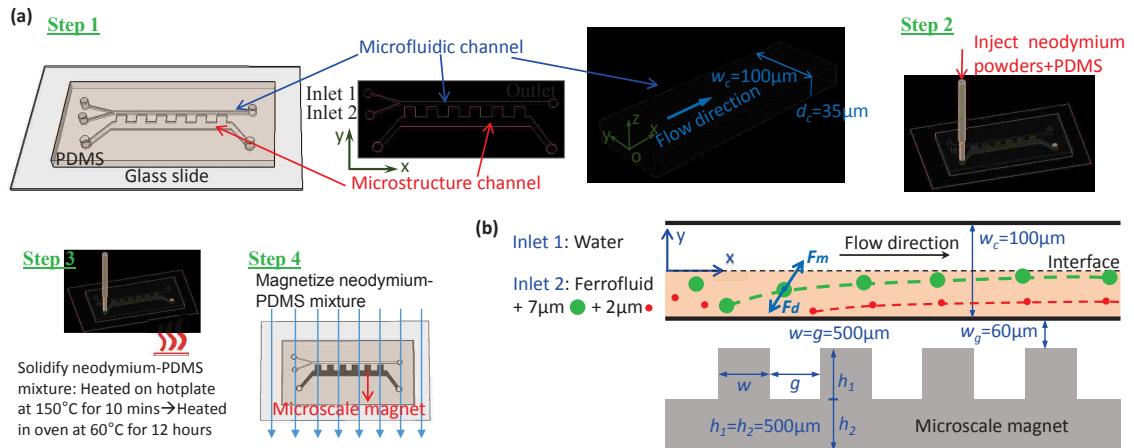 (a)
Step 1
Microfluidic channel
Inlet 1
Inlet 2
Outlet
y
x
PDMS
Glass slide
Microstructure channel
w_c=100µm
d_c=35µm
Flow direction
z
y
x
o
Step 2
Inject neodymium
powders+PDMS
Step 3
Solidify neodymium-PDMS
mixture: Heated on hotplate
at 150°C for 10 mins→Heated
in oven at 60°C for 12 hours
Step 4
Magnetize neodymium-
PDMS mixture
Microscale magnet
(b)
Inlet 1: Water
Inlet 2: Ferrofluid
+ 7µm + 2µm
y
x
Flow direction
w_c=100µm
F_m
Interface
F_d
w=g=500µm
w_g=60µm
w
g
h_1
h_1=h_2=500µm
h_2
Microscale magnet